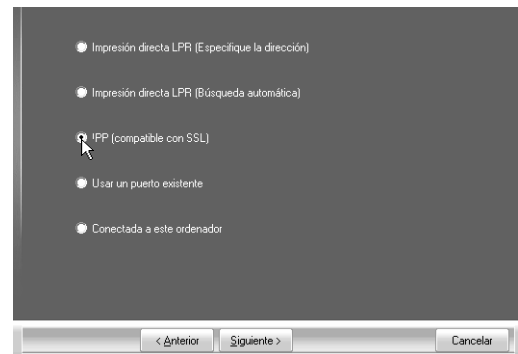 Impresión directa LPR (Especifique la dirección)
Impresión directa LPR (Búsqueda automática)
IPP (compatible con SSL)
Usar un puerto existente
Conectada a este ordenador
< Anterior Siguiente > Cancelar